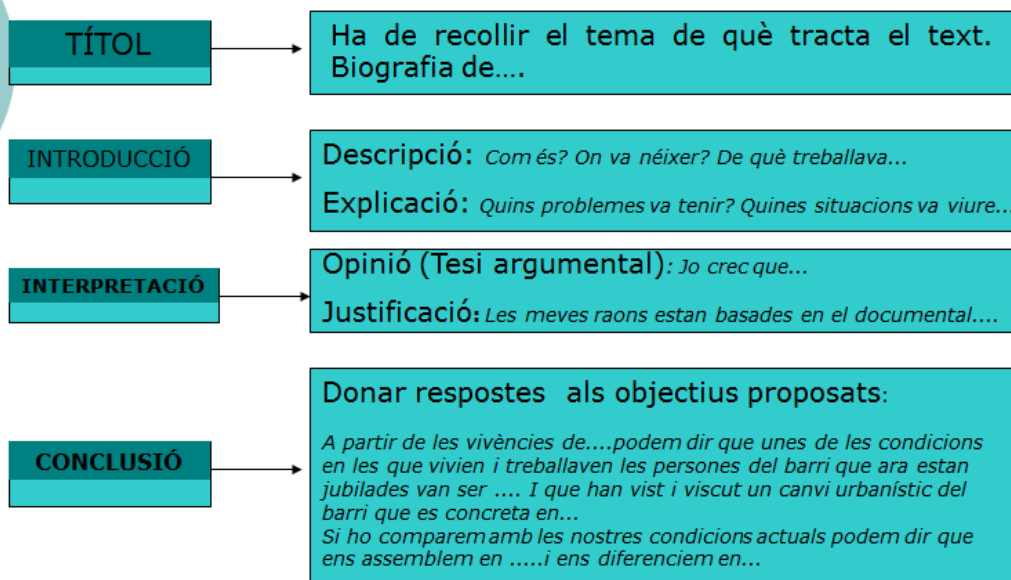 TÍTOL
Ha de recollir el tema de què tracta el text.
Biografia de….
INTRODUCCIÓ
Descripció: Com és? On va néixer? De què treballava...
Explicació: Quins problemes va tenir? Quines situacions va viure...
INTERPRETACIÓ
Opinió (Tesi argumental): Jo crec que...
Justificació: Les meves raons estan basades en el documental....
CONCLUSIÓ
Donar respostes als objectius proposats:
A partir de les vivències de....podem dir que unes de les condicions
en les que vivien i treballaven les persones del barri que ara estan
jubilades van ser .... I que han vist i viscut un canvi urbanístic del
barri que es concreta en...
Si ho comparem amb les nostres condicions actuals podem dir que
ens assemblem en .....i ens diferenciem en...